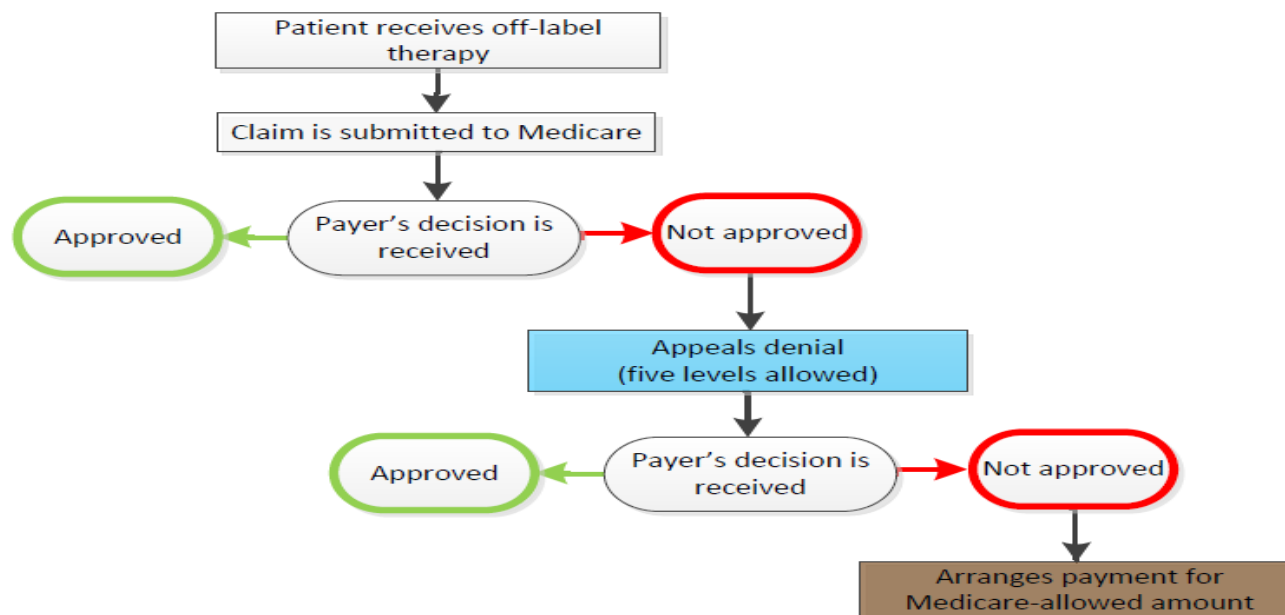 Patient receives off-label
therapy
Claim is submitted to Medicare
Approved
Payer's decision is
received
Not approved
Appeals denial
(five levels allowed)
Approved
Payer's decision is
received
Not approved
Arranges payment for
Medicare-allowed amount